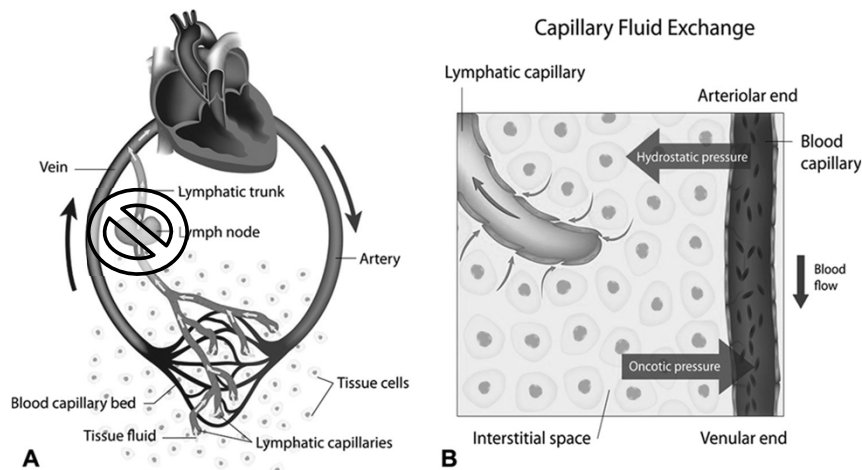 Vein
Lymphatic trunk
Lymph node
Artery
Tissue cells
Blood capillary bed
Tissue fluid
Lymphatic capillaries
A
Capillary Fluid Exchange
Lymphatic capillary
Arteriolar end
Hydrostatic pressure
Blood
capillary
Blood
flow
Oncotic pressure
Interstitial space
Venular end
B